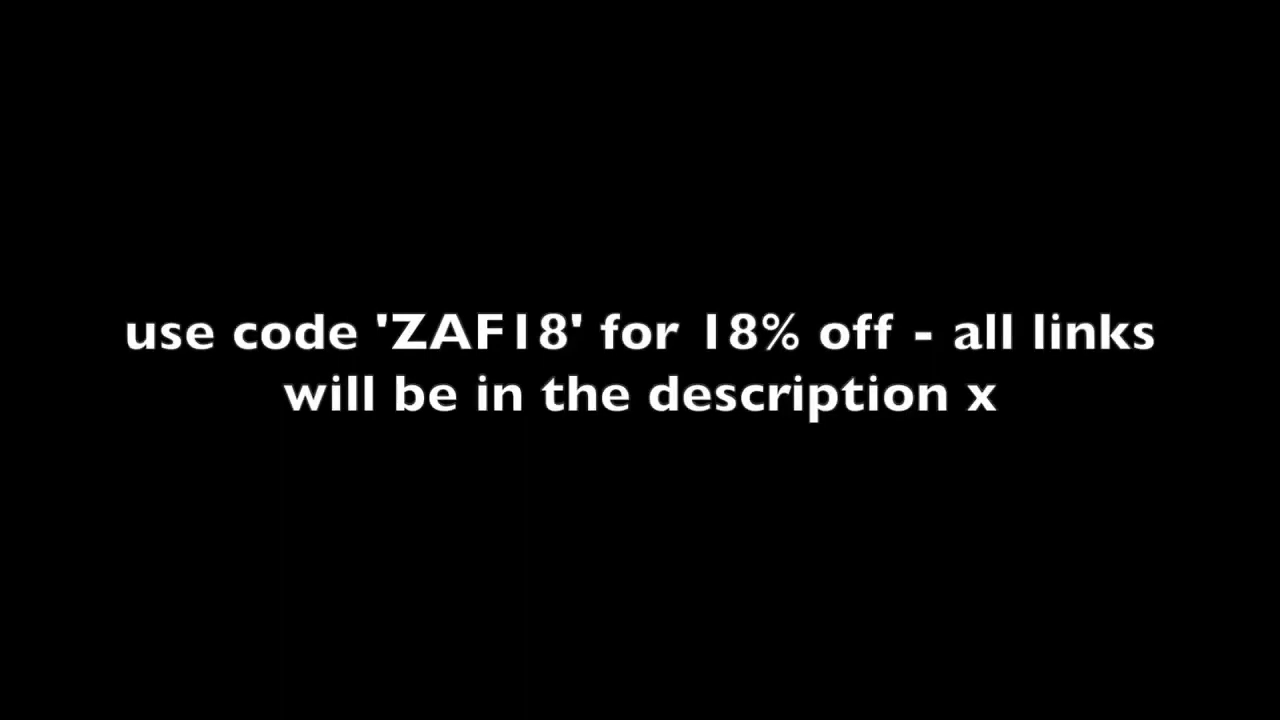 use code 'ZAF18' for 18% off - all links
will be in the description x